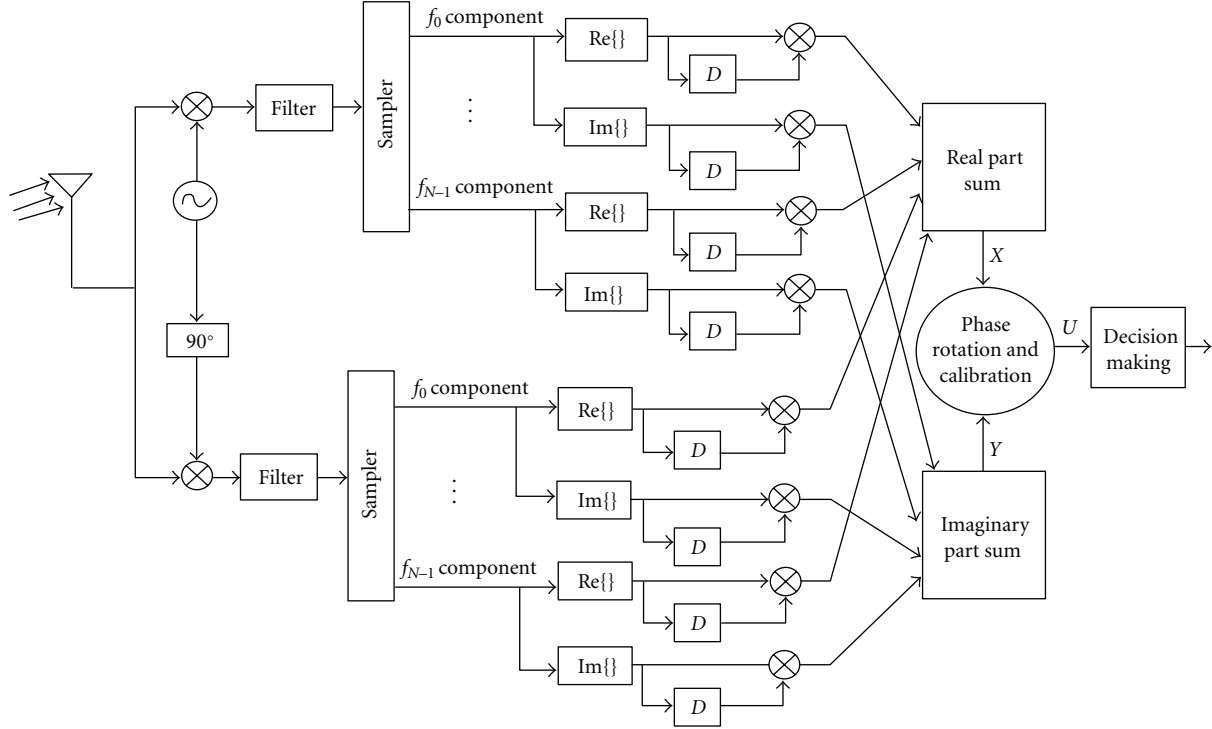 f0 component
Re{}
D
Filter
Sampler
⋮
Im{}
D
Real part
sum
fN−1 component
Re{}
D
X
Im{}
D
90°
Phase
rotation and
calibration
U
Decision
making
f0 component
Re{}
D
Y
Filter
Sampler
⋮
Im{}
D
Imaginary
part sum
fN−1 component
Re{}
D
Im{}
D